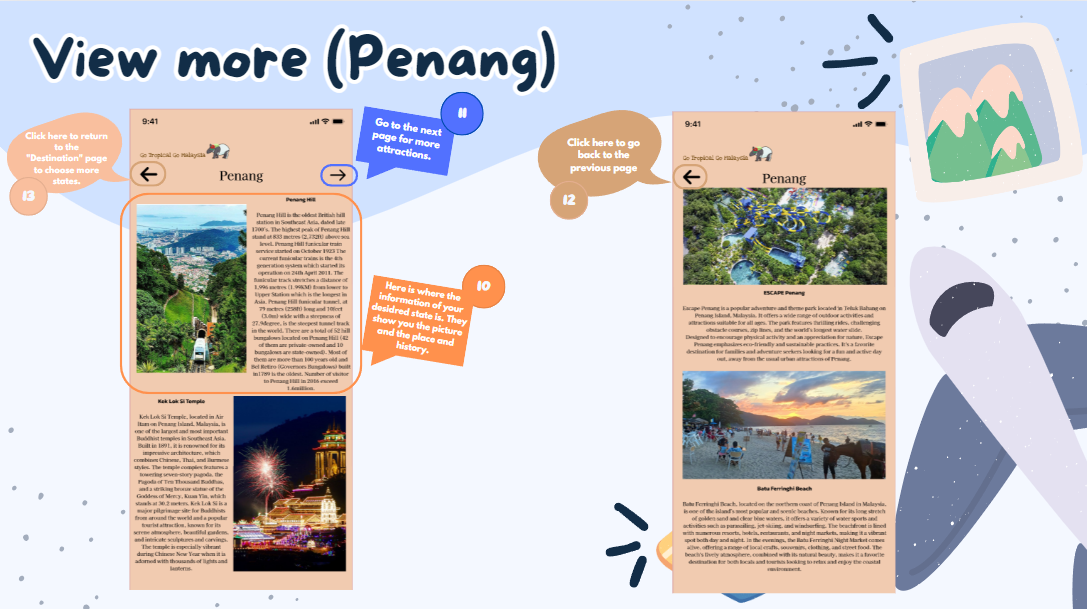 View more (Penang)
Click here to return
to the
"Destination" page
to choose more
states.
13
9:41
Go Tropical Go Malaysia
Penang
Go to the next
page for more
attractions.
11
Penang Hill
Penang Hill is the oldest British hill
station in Southeast Asia, dated late
1700's. The highest peak of Penang Hill
stand at 833 metres (2,732ft) above sea
level. Penang Hill funicular train
service started on October 1923 The
current funicular trains is the 4th
generation system which started its
operation on 24th April 2011. The
funicular track stretches a distance of
1,996 metres (1.99KM) from lower to
Upper Station which is the longest in
Asia. Penang Hill funicular tunnel, at
79 metres (258ft) long and 10feet
(3.0m) wide with a steepness of
27.9degree, is the steepest tunnel track
in the world. There are a total of 52 hill
bungalows located on Penang Hill (42
of them are private-owned and 10
bungalows are state-owned). Most of
them are more than 100 years old and
Bel Retiro (Governors Bungalows) built
in1789 is the oldest. Number of visitor
to Penang Hill in 2016 exceed
1.6million.
Here is where the
information of your
desidred state is. They
show you the picture
and the place and
history.
10
Kek Lok Si Temple
Kek Lok Si Temple, located in Air
Itam on Penang Island, Malaysia, is
one of the largest and most important
Buddhist temples in Southeast Asia.
Built in 1891, it is renowned for its
impressive architecture, which
combines Chinese, Thai, and Burmese
styles. The temple complex features a
towering seven-story pagoda, the
Pagoda of Ten Thousand Buddhas,
and a striking bronze statue of the
Goddess of Mercy, Kuan Yin, which
stands at 30.2 meters. Kek Lok Si is a
major pilgrimage site for Buddhists
from around the world and a popular
tourist attraction, known for its
serene atmosphere, beautiful gardens,
and intricate sculptures and carvings.
The temple is especially vibrant
during Chinese New Year when it is
adorned with thousands of lights and
lanterns.
Click here to go
back to the
previous page
12
9:41
Go Tropical Go Malaysia
Penang
ESCAPE Penang
Escape Penang is a popular adventure and theme park located in Teluk Bahang on
Penang Island, Malaysia. It offers a wide range of outdoor activities and
attractions suitable for all ages. The park features thrilling rides, challenging
obstacle courses, zip lines, and the world's longest water slide.
Designed to encourage physical activity and an appreciation for nature, Escape
Penang emphasizes eco-friendly and sustainable practices. It's a favorite
destination for families and adventure seekers looking for a fun and active day
out, away from the usual urban attractions of Penang.
Batu Ferringhi Beach
Batu Ferringhi Beach, located on the northern coast of Penang Island in Malaysia,
is one of the island's most popular and scenic beaches. Known for its long stretch
of golden sand and clear blue waters, it offers a variety of water sports and
activities such as parasailing, jet-skiing, and windsurfing. The beachfront is lined
with numerous resorts, hotels, restaurants, and night markets, making it a vibrant
spot both day and night. In the evenings, the Batu Ferringhi Night Market comes
alive, offering a range of local crafts, souvenirs, clothing, and street food. The
beach's lively atmosphere, combined with its natural beauty, makes it a favorite
destination for both locals and tourists looking to relax and enjoy the coastal
environment.